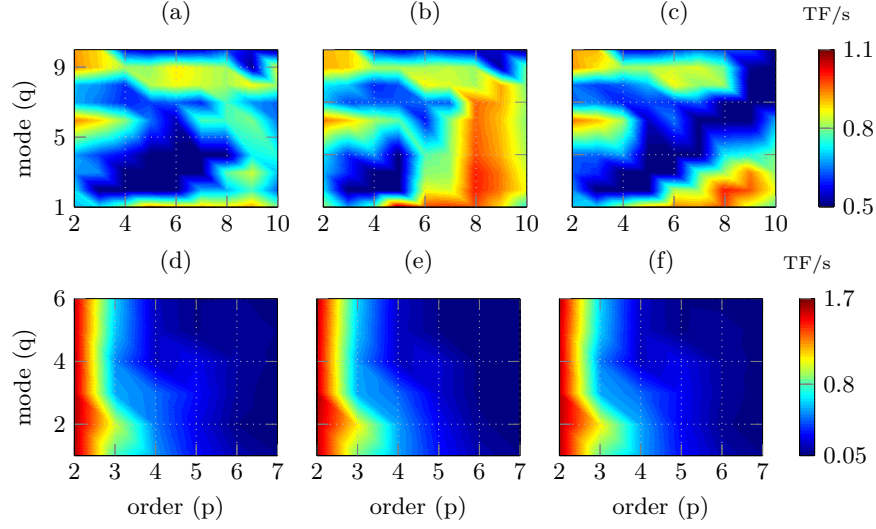 (a) (b) (c) TF/s
mode (q)
9
5
1
2 4 6 8 10
2 4 6 8 10
2 4 6 8 10
1.1
0.8
0.5
(d) (e) (f) TF/s
mode (q)
6
4
2
2 3 4 5 6 7
2 3 4 5 6 7
2 3 4 5 6 7
1.7
0.8
0.05
order (p) order (p) order (p)